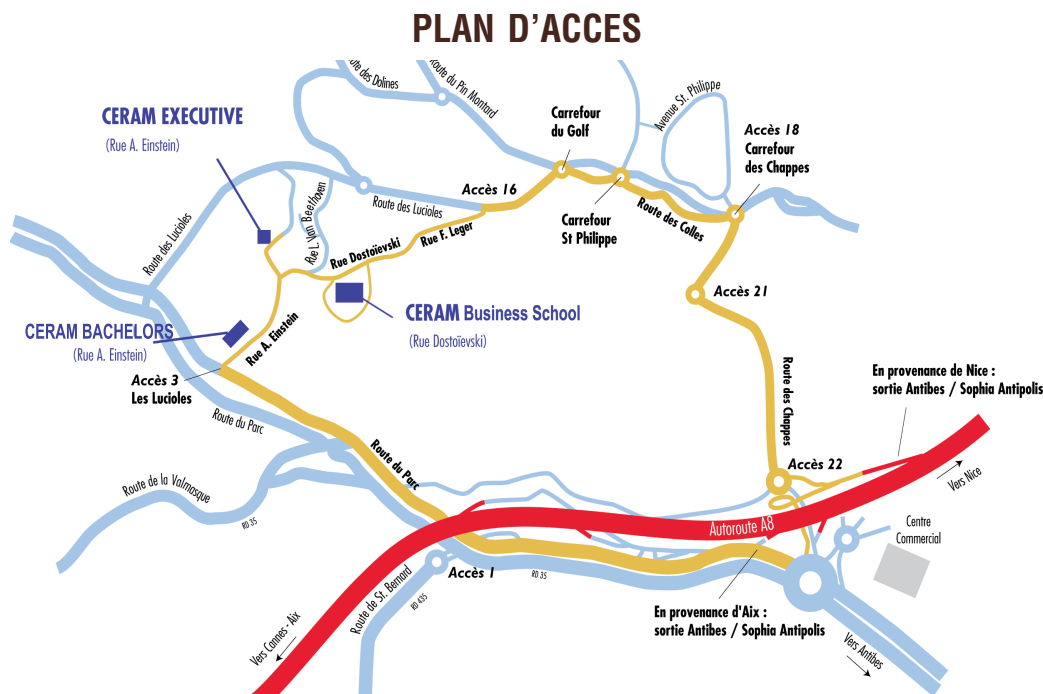 PLAN D'ACCES
Route du Pin Montard
Avenue St. Philippe
CERAM EXECUTIVE
(Rue A. Einstein)
Carrefour
du Golf
Accès 18
Carrefour
des Chappes
Accès 16
Route des Lucioles
Rue L. Van Beethoven
Route des Lucioles
Carrefour
St Philippe
Route des Colles
Rue F. Leger
Rue Dostoïevski
Accès 21
CERAM Business School
(Rue Dostoïevski)
CERAM BACHELORS
(Rue A. Einstein)
Rue A. Einstein
Accès 3
Les Lucioles
Route du Parc
Route des Chappes
En provenance de Nice :
sortie Antibes / Sophia Antipolis
Route du Parc
Accès 22
Vers Nice
Route de la Valmasque
RD 35
Autoroute A8
Centre
Commercial
Accès 1
RD 35
Route de St. Bernard
RD 435
En provenance d'Aix :
sortie Antibes / Sophia Antipolis
Vers Cannes - Aix
Vers Antibes